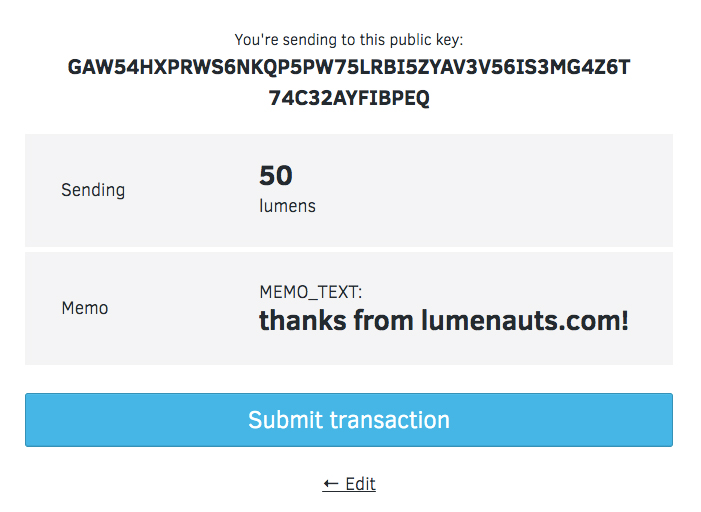 You're sending to this public key:
GAW54HXPRWS6NKQP5PW75LRBI5ZYAV3V56IS3MG4Z6T
74C32AYFIBPEQ
Sending
50
lumens
Memo
MEMO_TEXT:
thanks from lumenauts.com!
Submit transaction
← Edit